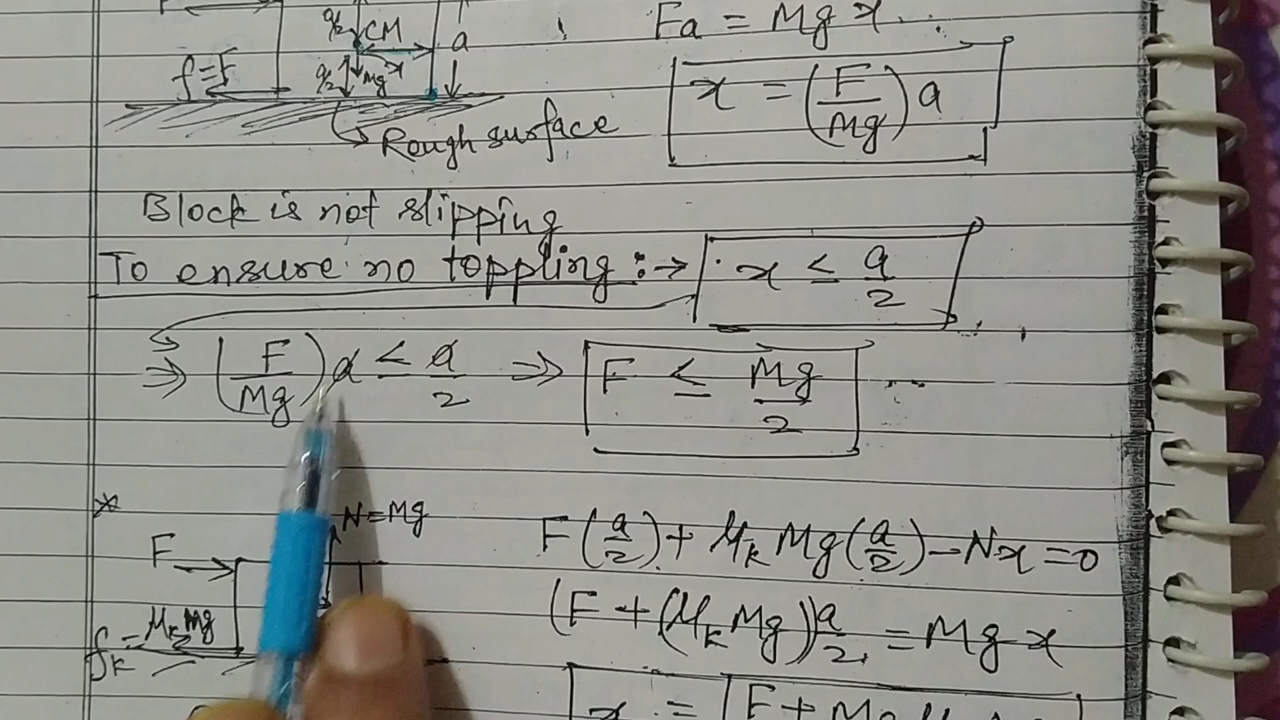 a/2 CM
a
f=F
a/2 Mg x
Rough surface
Fa = Mg x
x = (F/Mg) a
Block is not slipping
To ensure no toppling :→ x ≤ a/2
⇒ (F/Mg) a ≤ a/2 ⇒ F ≤ Mg/2
*
N=Mg
F
fk = μk Mg
F(a/2) + μk Mg(a/2) - Nx = 0
(F + (μk Mg) a/2 = Mg x